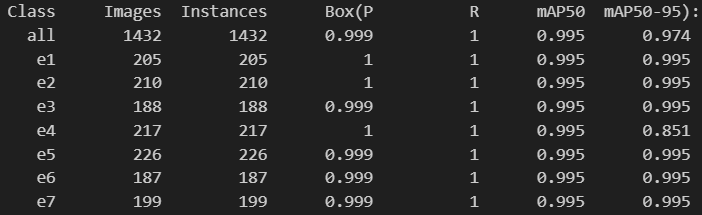 Class Images Instances Box(P R mAP50 mAP50-95):
all 1432 1432 0.999 1 0.995 0.974
e1 205 205 1 1 0.995 0.995
e2 210 210 1 1 0.995 0.995
e3 188 188 0.999 1 0.995 0.995
e4 217 217 1 1 0.995 0.851
e5 226 226 0.999 1 0.995 0.995
e6 187 187 0.999 1 0.995 0.995
e7 199 199 0.999 1 0.995 0.995